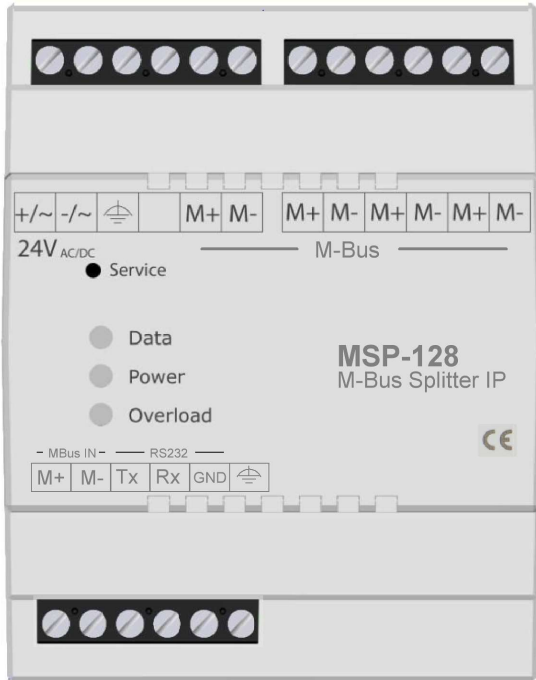 +/~ -/~ M+ M- M+ M- M+ M- M+ M-
24V AC/DC M-Bus
Service
Data
Power
Overload
MSP-128
M-Bus Splitter IP
CE
- MBus IN - RS232
M+ M- Tx Rx GND